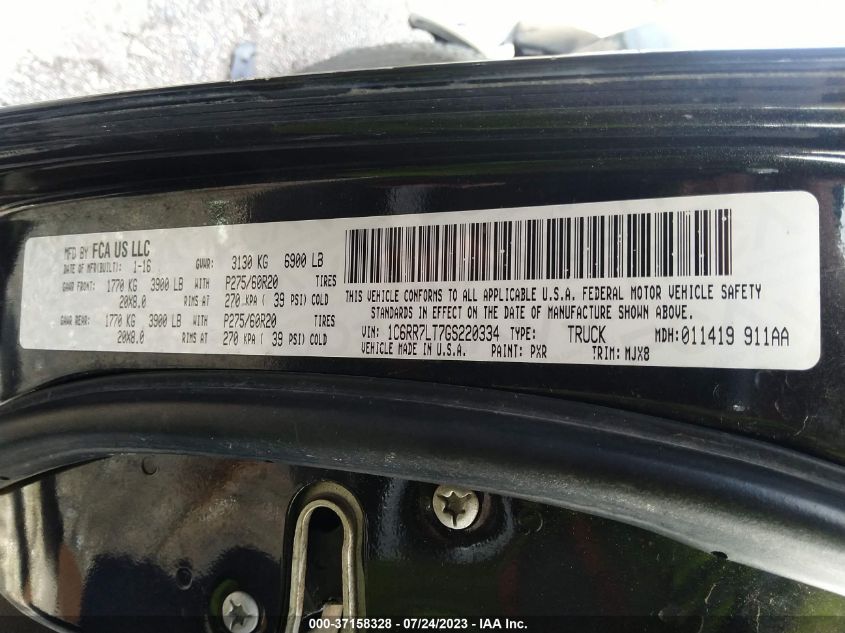 MFD BY FCA US LLC
DATE OF MFR(BUILT): 1-16 GVWR: 3130 KG 6900 LB
GAWR FRONT: 1770 KG 3900 LB WITH P275/60R20 TIRES
20X8.0 RIMS AT 270 KPA ( 39 PSI) COLD
GAWR REAR: 1770 KG 3900 LB WITH P275/60R20 TIRES
20X8.0 RIMS AT 270 KPA ( 39 PSI) COLD
THIS VEHICLE CONFORMS TO ALL APPLICABLE U.S.A. FEDERAL MOTOR VEHICLE SAFETY
STANDARDS IN EFFECT ON THE DATE OF MANUFACTURE SHOWN ABOVE.
VIN: 1C6RR7LT7GS220334 TYPE: TRUCK MDH: 011419 911AA
VEHICLE MADE IN U.S.A. PAINT: PXR TRIM: MJX8
000-37158328 - 07/24/2023 - IAA Inc.